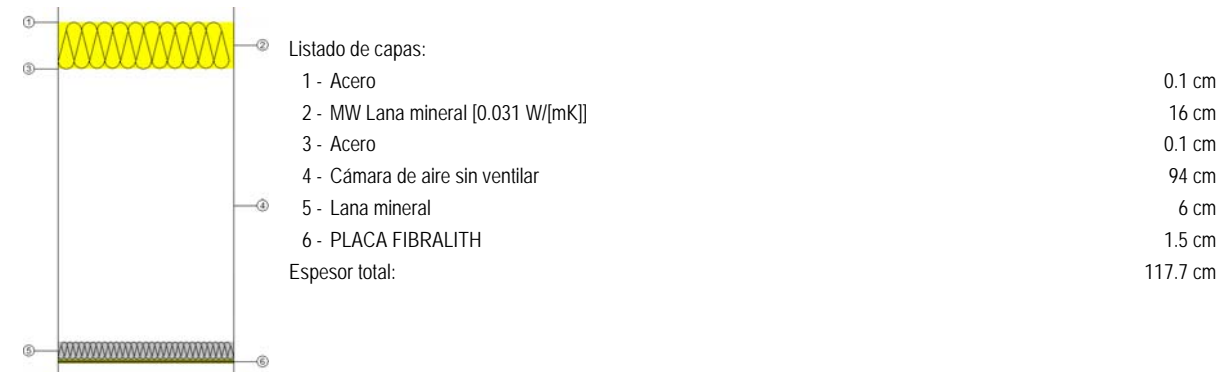 1
2
3
4
5
6
Listado de capas:
1 - Acero 0.1 cm
2 - MW Lana mineral [0.031 W/[mK]] 16 cm
3 - Acero 0.1 cm
4 - Cámara de aire sin ventilar 94 cm
5 - Lana mineral 6 cm
6 - PLACA FIBRALITH 1.5 cm
Espesor total: 117.7 cm